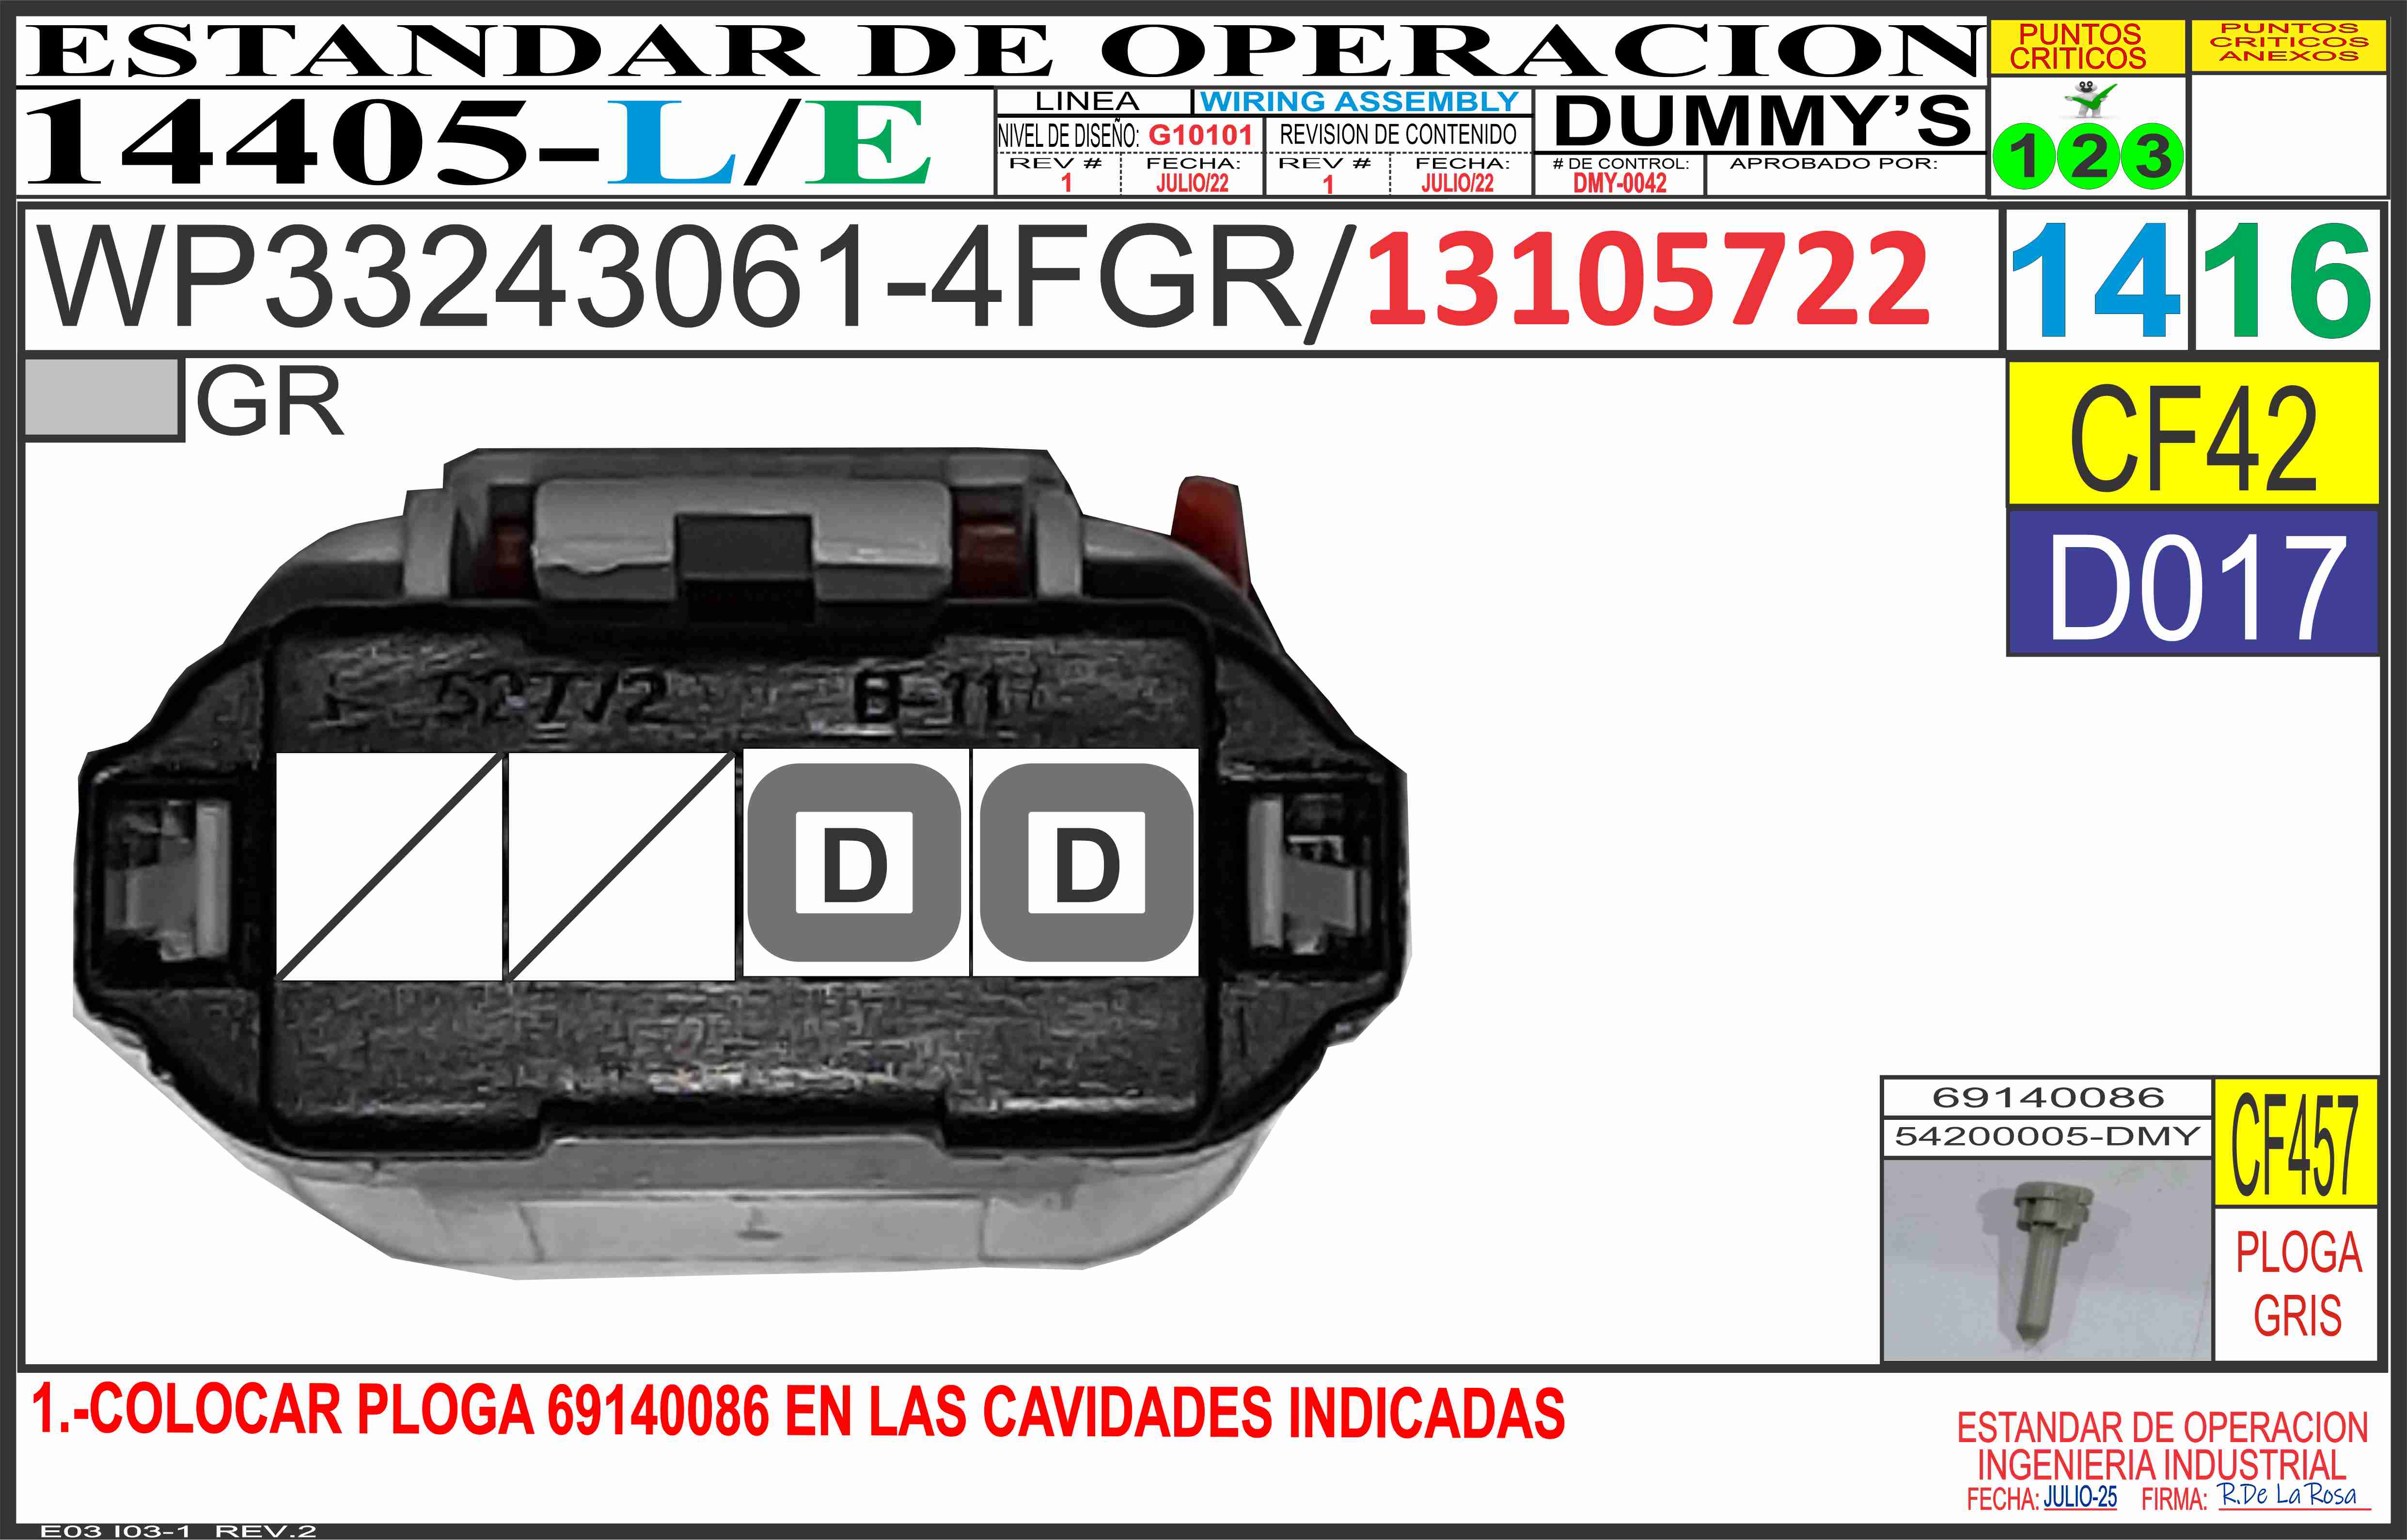 ESTANDAR DE OPERACION
PUNTOS CRITICOS
PUNTOS CRITICOS ANEXOS
14405-L/E
LINEA
WIRING ASSEMBLY
NIVEL DE DISEÑO: G10101
REVISION DE CONTENIDO
REV #
1
FECHA:
JULIO/22
REV #
1
FECHA:
JULIO/22
DUMMY'S
# DE CONTROL:
DMY-0042
APROBADO POR:
1 2 3
WP33243061-4FGR/13105722
14
16
GR
CF42
D017
D
D
69140086
54200005-DMY
CF457
PLOGA
GRIS
1.-COLOCAR PLOGA 69140086 EN LAS CAVIDADES INDICADAS
ESTANDAR DE OPERACION
INGENIERIA INDUSTRIAL
FECHA: JULIO-25 FIRMA: R.De La Rosa
E03 I03-1 REV.2